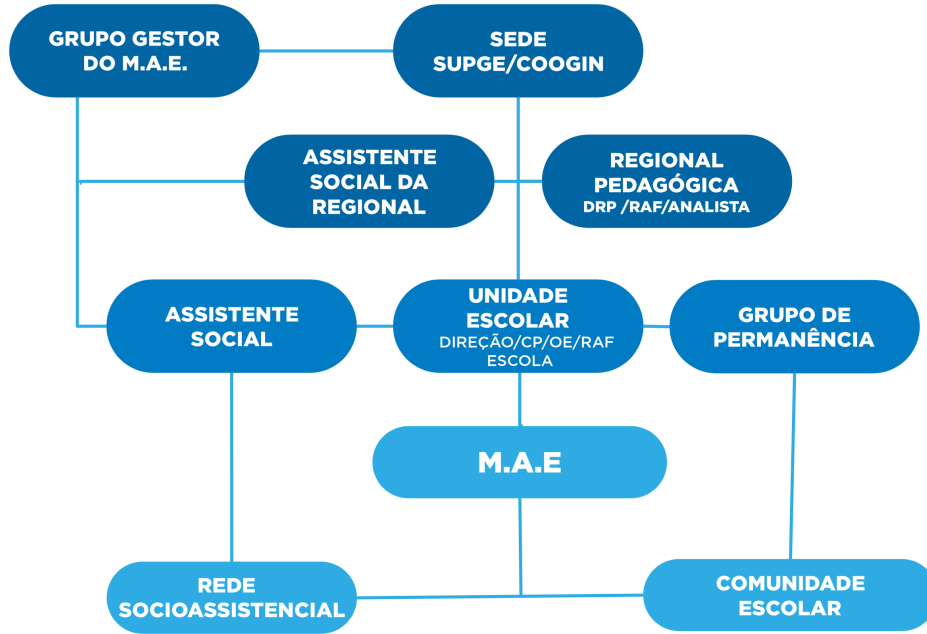 GRUPO GESTOR
DO M.A.E.
SEDE
SUPGE/COOGIN
ASSISTENTE
SOCIAL DA
REGIONAL
REGIONAL
PEDAGÓGICA
DRP /RAF/ANALISTA
ASSISTENTE
SOCIAL
UNIDADE
ESCOLAR
DIREÇÃO/CP/OE/RAF
ESCOLA
GRUPO DE
PERMANÊNCIA
M.A.E
REDE
SOCIOASSISTENCIAL
COMUNIDADE
ESCOLAR